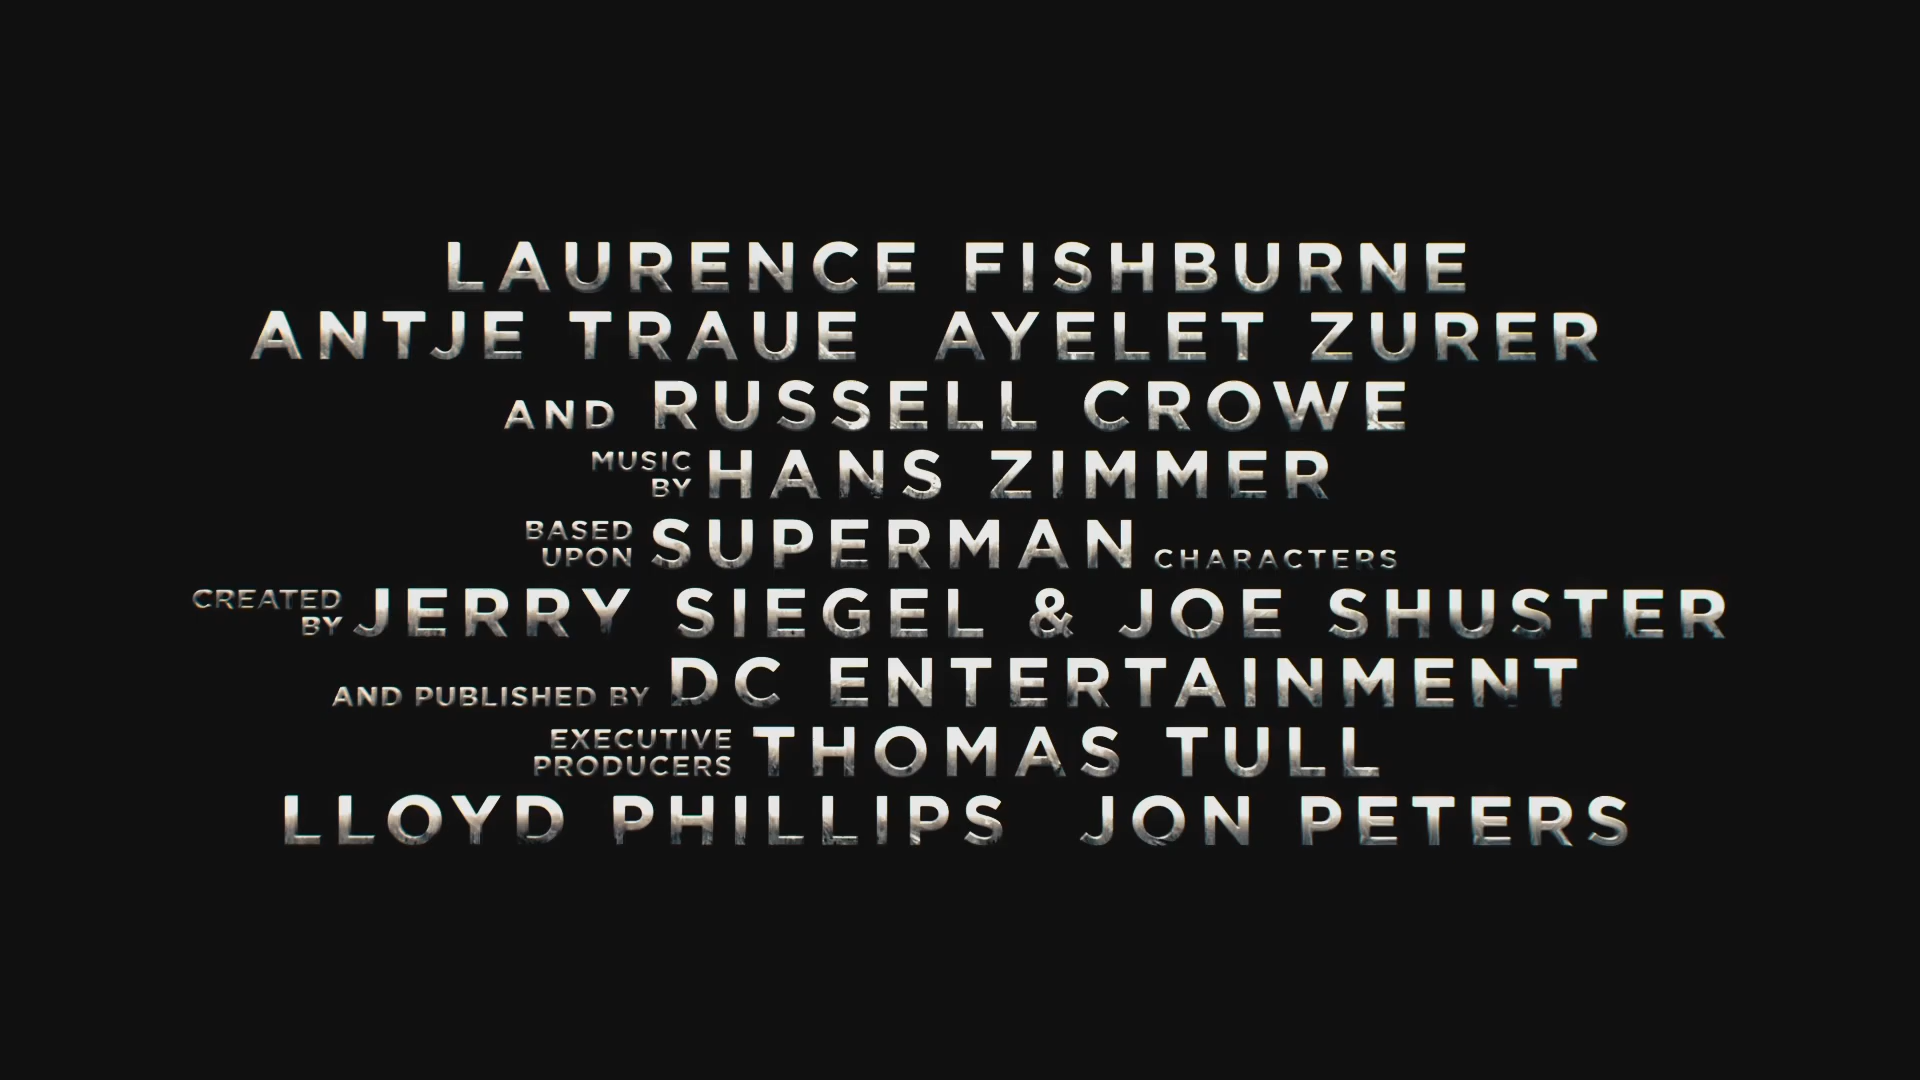 LAURENCE FISHBURNE
ANTJE TRAUE AYELET ZURER
AND RUSSELL CROWE
MUSIC BY HANS ZIMMER
BASED UPON SUPERMAN CHARACTERS
CREATED BY JERRY SIEGEL & JOE SHUSTER
AND PUBLISHED BY DC ENTERTAINMENT
EXECUTIVE PRODUCERS THOMAS TULL
LLOYD PHILLIPS JON PETERS